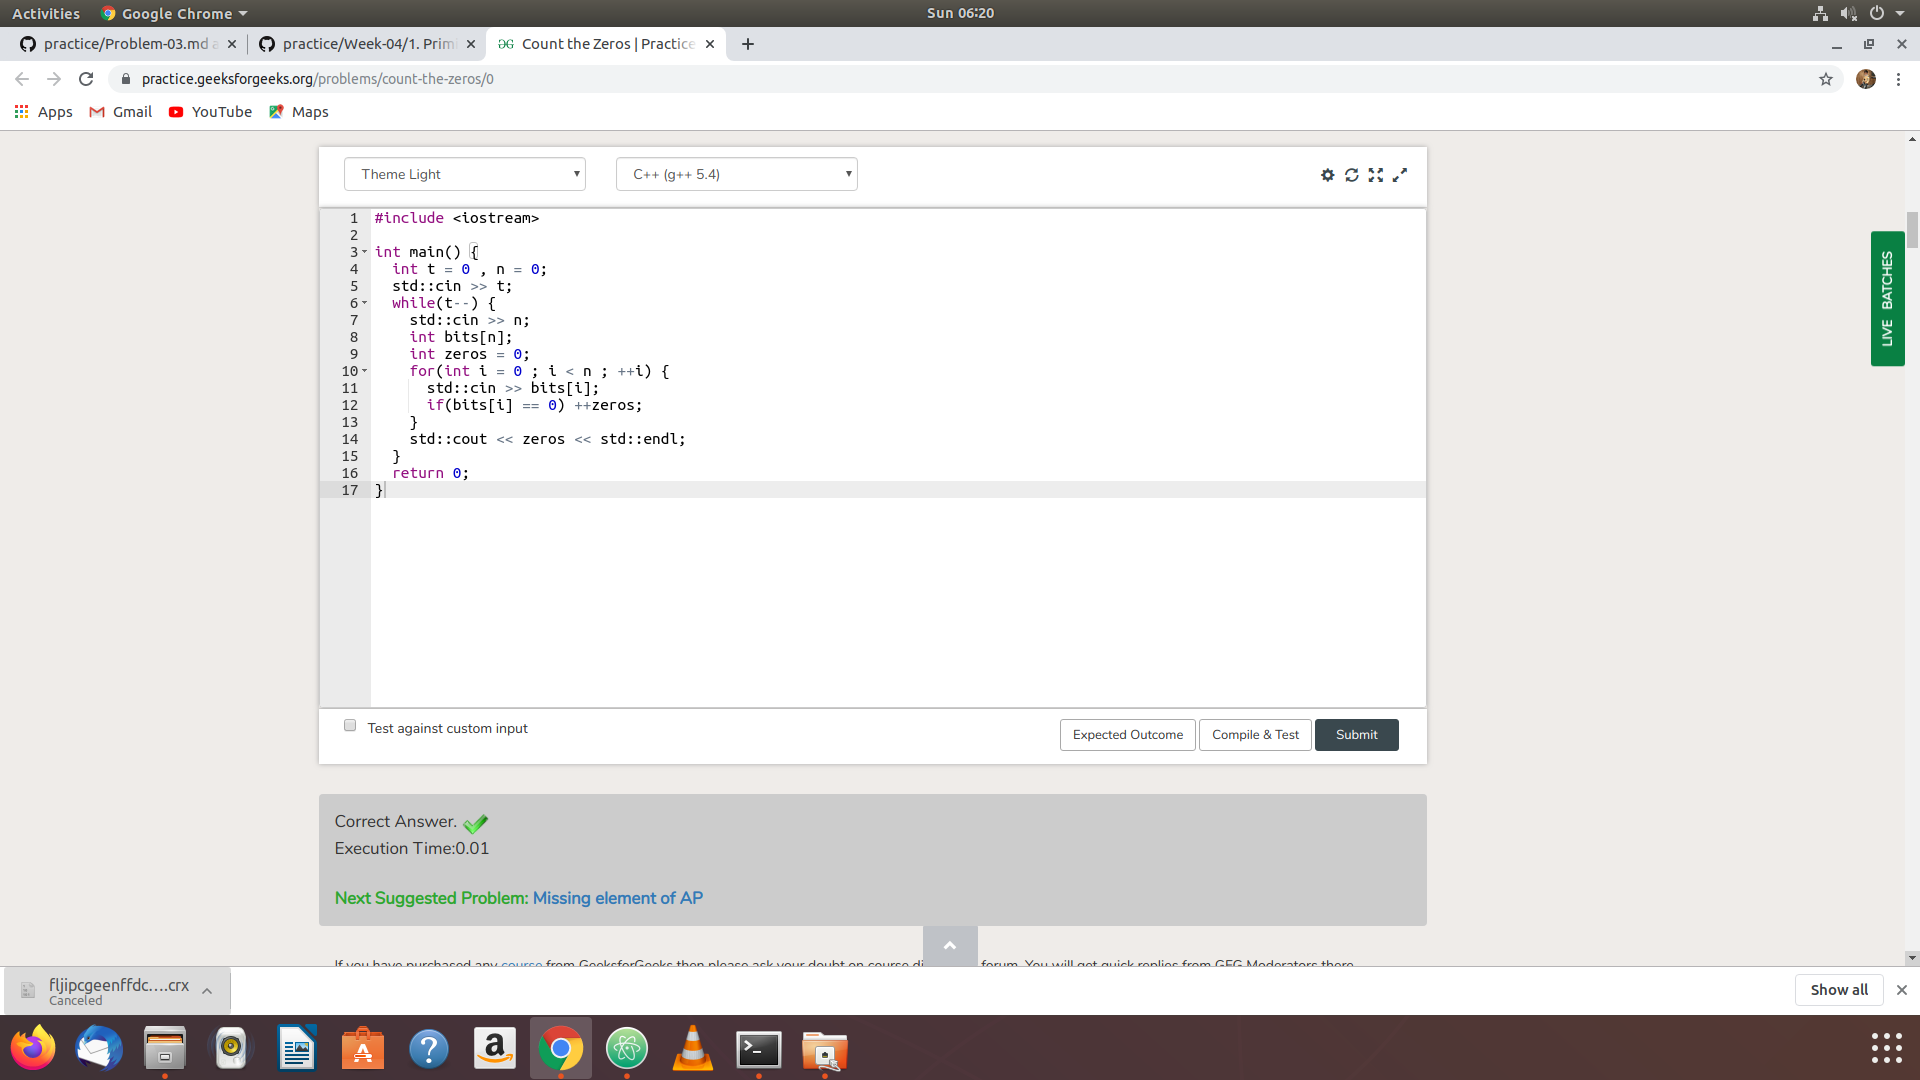 Activities Google Chrome Sun 06:20
practice/Problem-03.md a practice/Week-04/1. Prim Count the Zeros | Practice
practice.geeksforgeeks.org/problems/count-the-zeros/0
Apps Gmail YouTube Maps
Theme Light C++ (g++ 5.4)
1 #include <iostream>
2
3 int main() {
4 int t = 0 , n = 0;
5 std::cin >> t;
6 while(t--) {
7 std::cin >> n;
8 int bits[n];
9 int zeros = 0;
10 for(int i = 0 ; i < n ; ++i) {
11 std::cin >> bits[i];
12 if(bits[i] == 0) ++zeros;
13 }
14 std::cout << zeros << std::endl;
15 }
16 return 0;
17 }
LIVE BATCHES
Test against custom input Expected Outcome Compile & Test Submit
Correct Answer.
Execution Time:0.01
Next Suggested Problem: Missing element of AP
If you have purchased any course from GeeksforGeeks then please ask your doubt on course di forum. You will get quick replies from GFG Moderators there.
fljipcgeenffdc....crx
Canceled
Show all